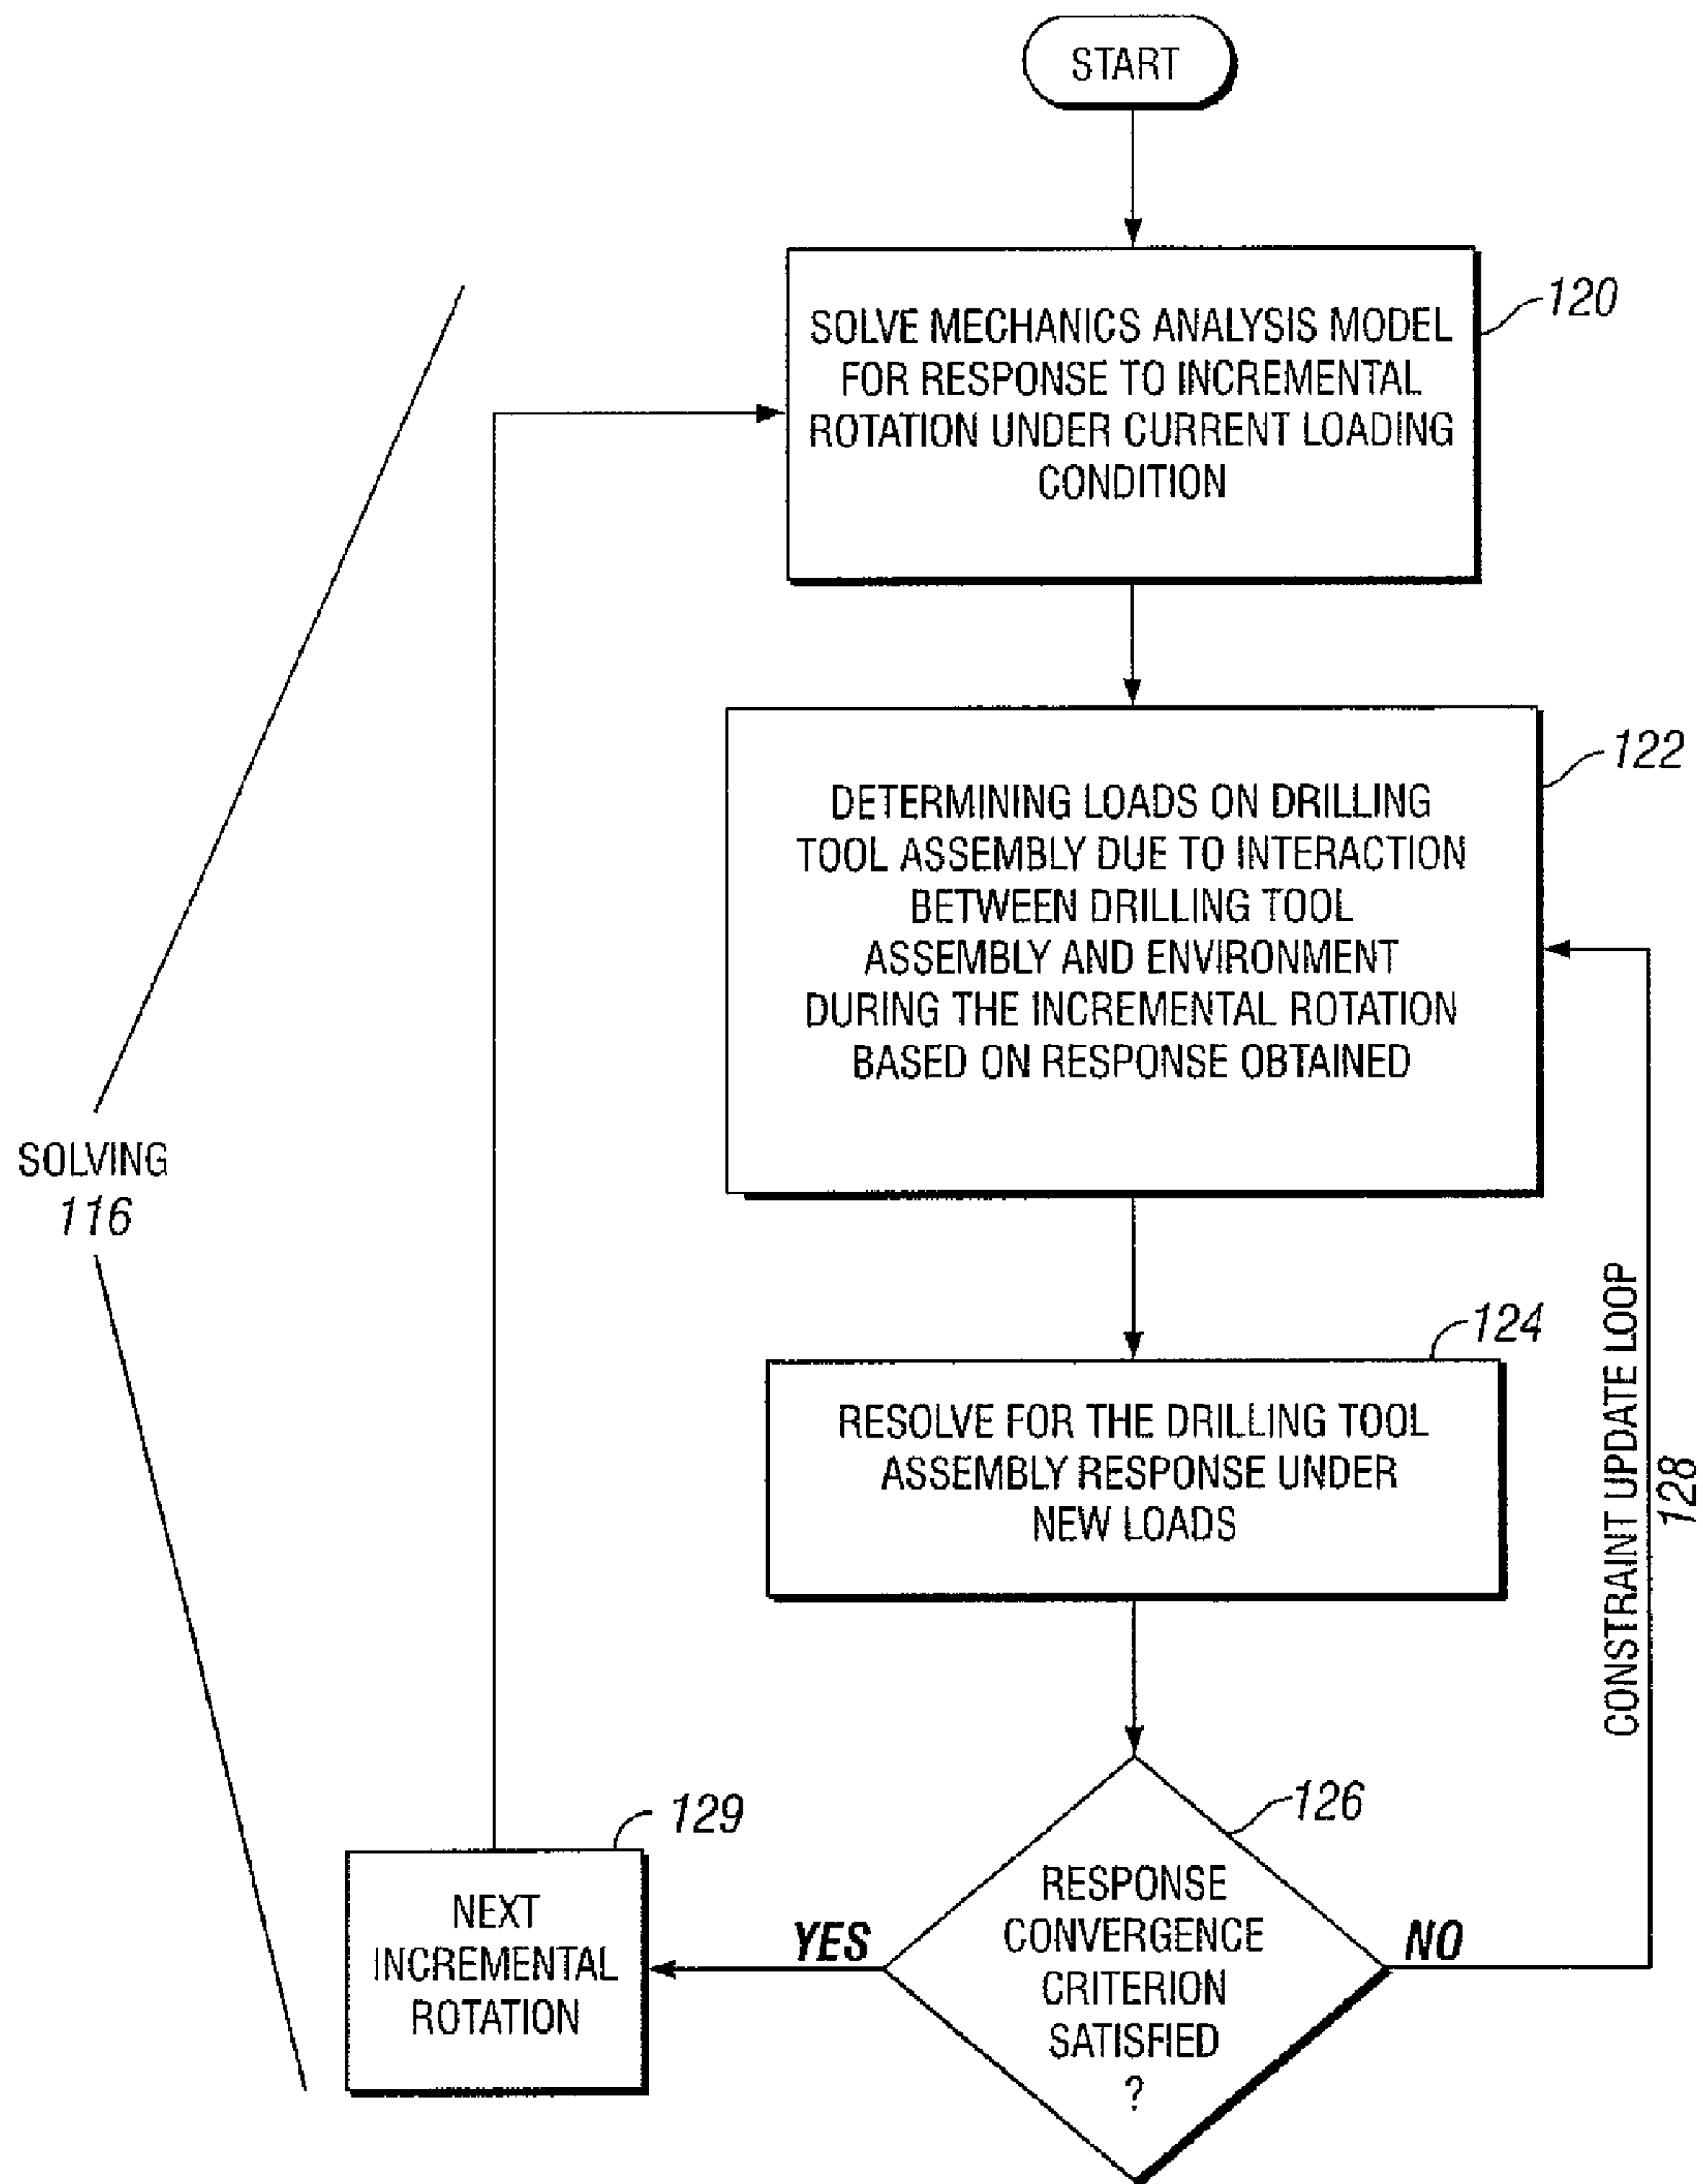 START
SOLVE MECHANICS ANALYSIS MODEL
FOR RESPONSE TO INCREMENTAL
ROTATION UNDER CURRENT LOADING
CONDITION
120
DETERMINING LOADS ON DRILLING
TOOL ASSEMBLY DUE TO INTERACTION
BETWEEN DRILLING TOOL
ASSEMBLY AND ENVIRONMENT
DURING THE INCREMENTAL ROTATION
BASED ON RESPONSE OBTAINED
122
SOLVING
116
RESOLVE FOR THE DRILLING TOOL
ASSEMBLY RESPONSE UNDER
NEW LOADS
124
CONSTRAINT UPDATE LOOP
128
RESPONSE
CONVERGENCE
CRITERION
SATISFIED
?
126
YES
NO
NEXT
INCREMENTAL
ROTATION
129